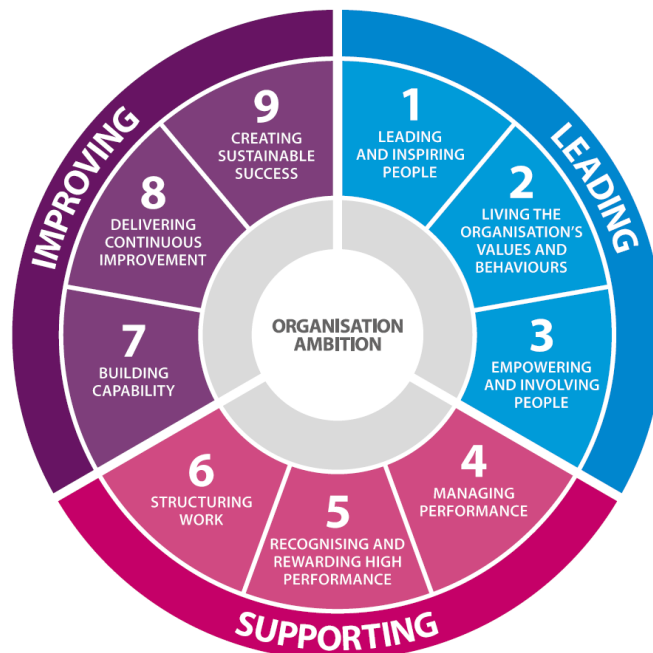 LEADING
1
LEADING
AND INSPIRING
PEOPLE
2
LIVING THE
ORGANISATION'S
VALUES AND
BEHAVIOURS
3
EMPOWERING
AND INVOLVING
PEOPLE
SUPPORTING
4
MANAGING
PERFORMANCE
5
RECOGNISING AND
REWARDING HIGH
PERFORMANCE
6
STRUCTURING
WORK
IMPROVING
7
BUILDING
CAPABILITY
8
DELIVERING
CONTINUOUS
IMPROVEMENT
9
CREATING
SUSTAINABLE
SUCCESS
ORGANISATION
AMBITION